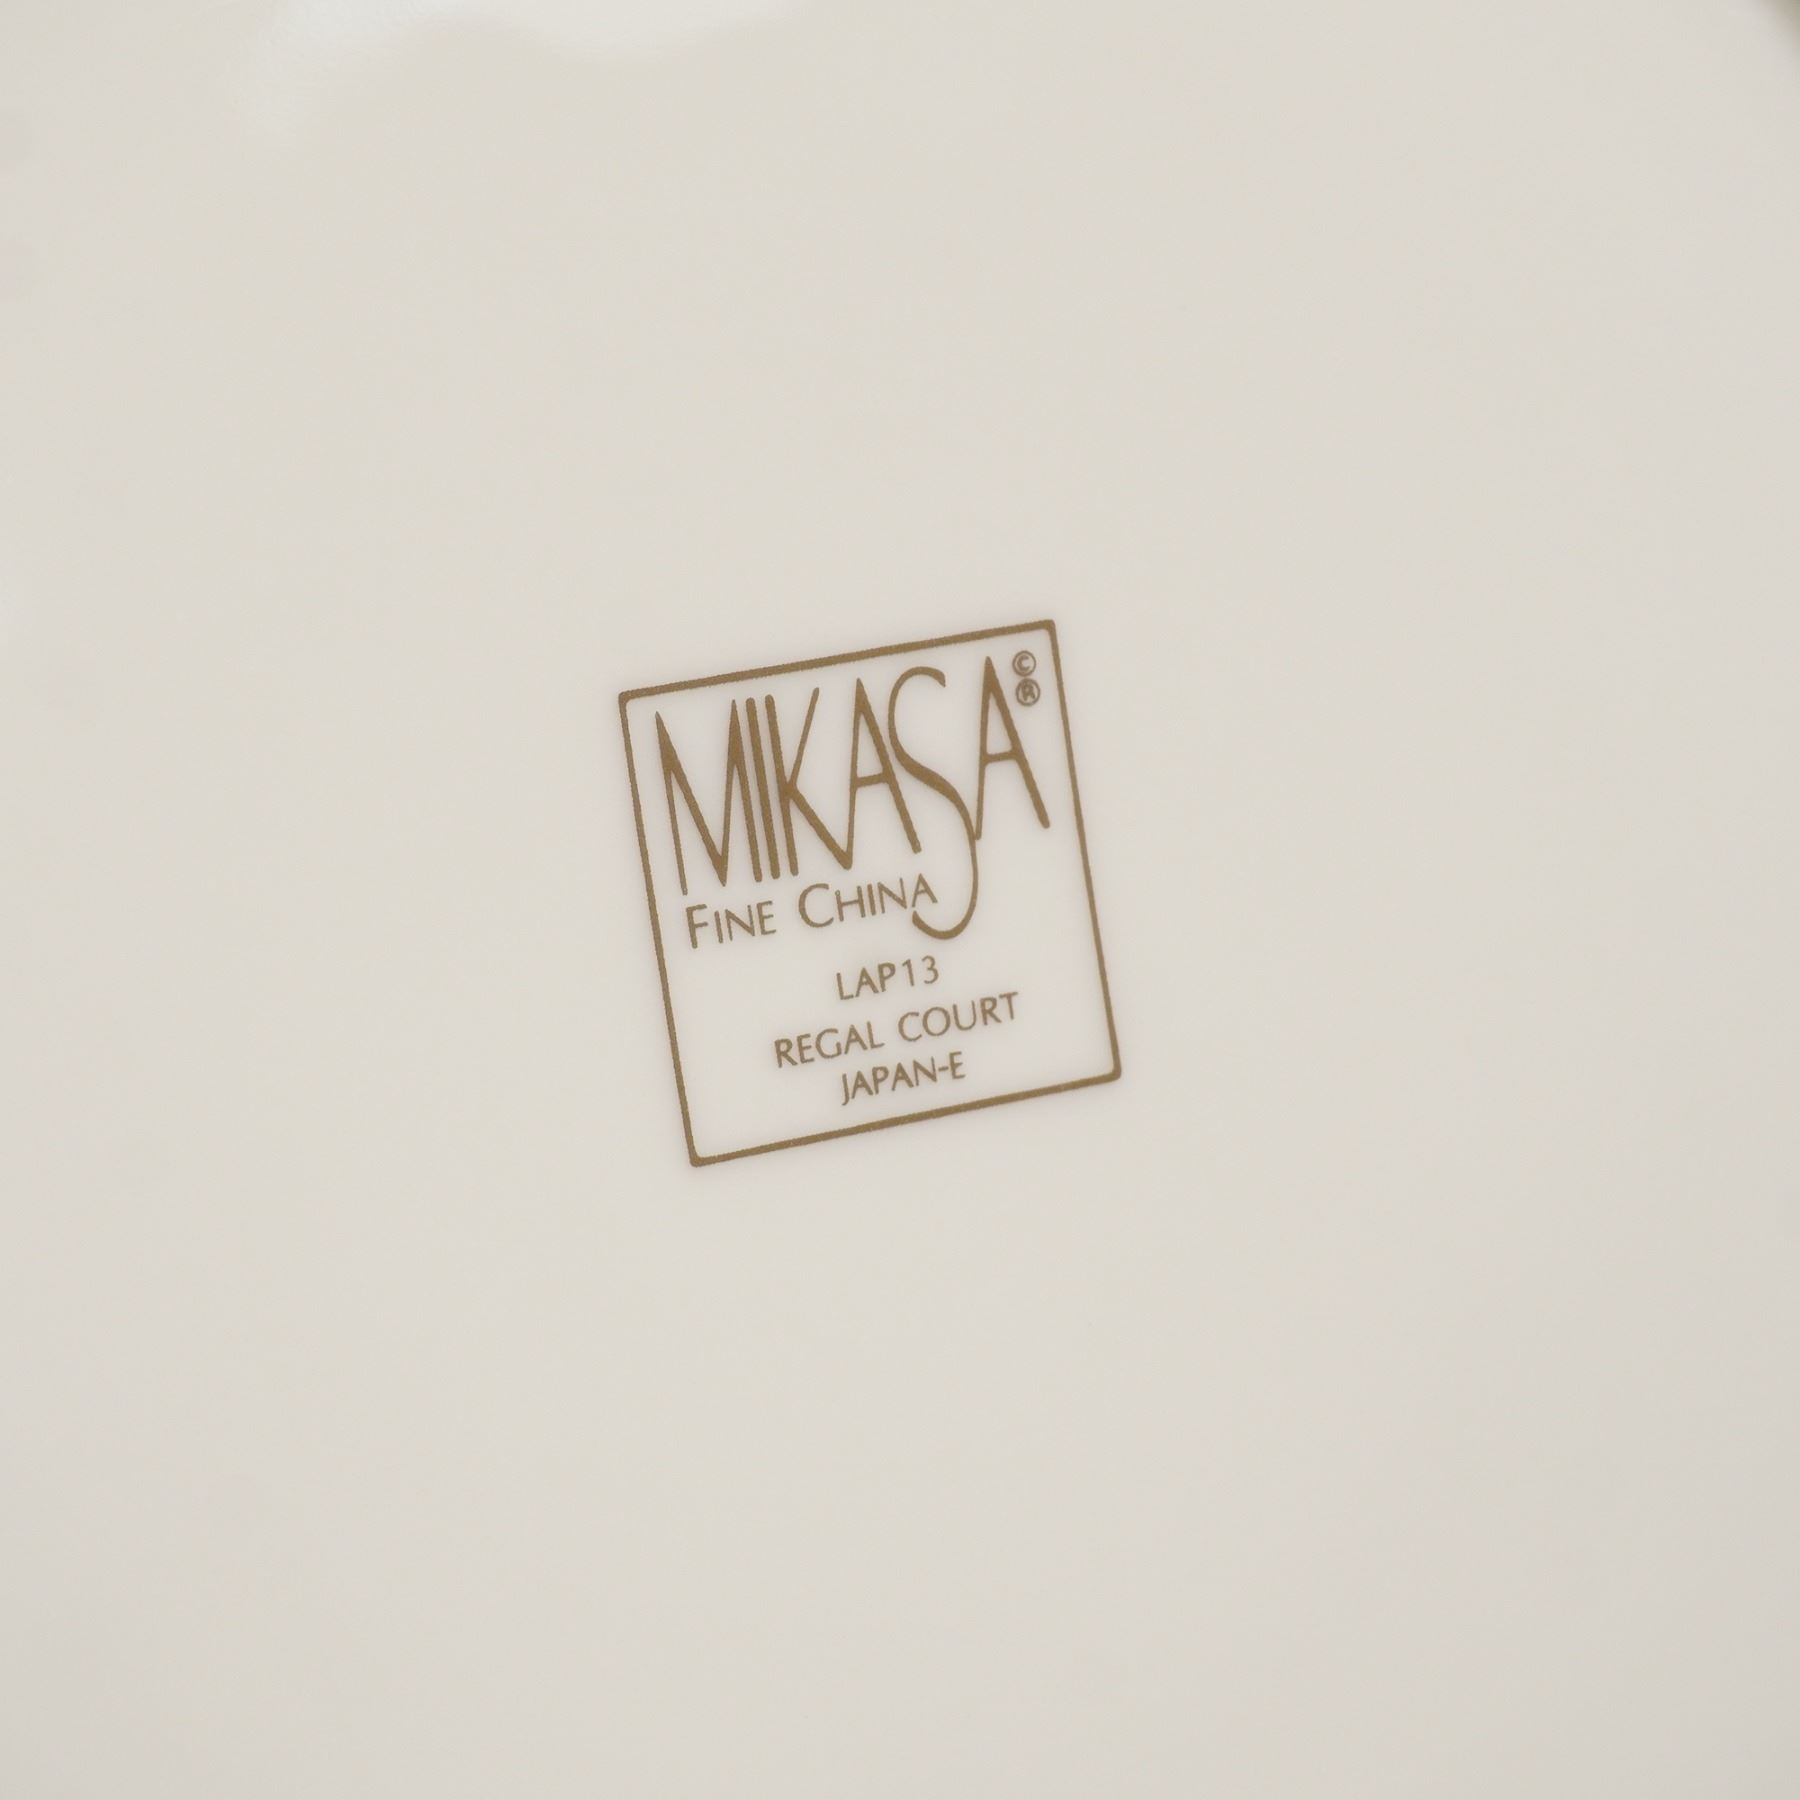 MIKASA ©
®
FINE CHINA
LAP13
REGAL COURT
JAPAN-E